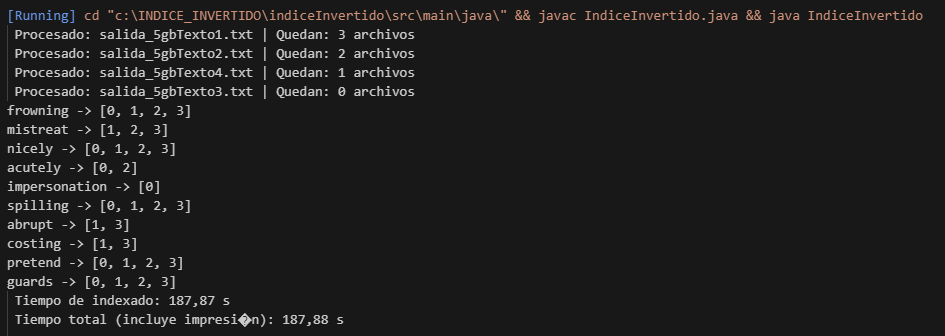 [Running] cd "c:\INDICE_INVERTIDO\indiceInvertido\src\main\java\" && javac IndiceInvertido.java && java IndiceInvertido
Procesado: salida_5gbTexto1.txt | Quedan: 3 archivos
Procesado: salida_5gbTexto2.txt | Quedan: 2 archivos
Procesado: salida_5gbTexto4.txt | Quedan: 1 archivos
Procesado: salida_5gbTexto3.txt | Quedan: 0 archivos
frowning -> [0, 1, 2, 3]
mistreat -> [1, 2, 3]
nicely -> [0, 1, 2, 3]
acutely -> [0, 2]
impersonation -> [0]
spilling -> [0, 1, 2, 3]
abrupt -> [1, 3]
costing -> [1, 3]
pretend -> [0, 1, 2, 3]
guards -> [0, 1, 2, 3]
Tiempo de indexado: 187,87 s
Tiempo total (incluye impresi�n): 187,88 s